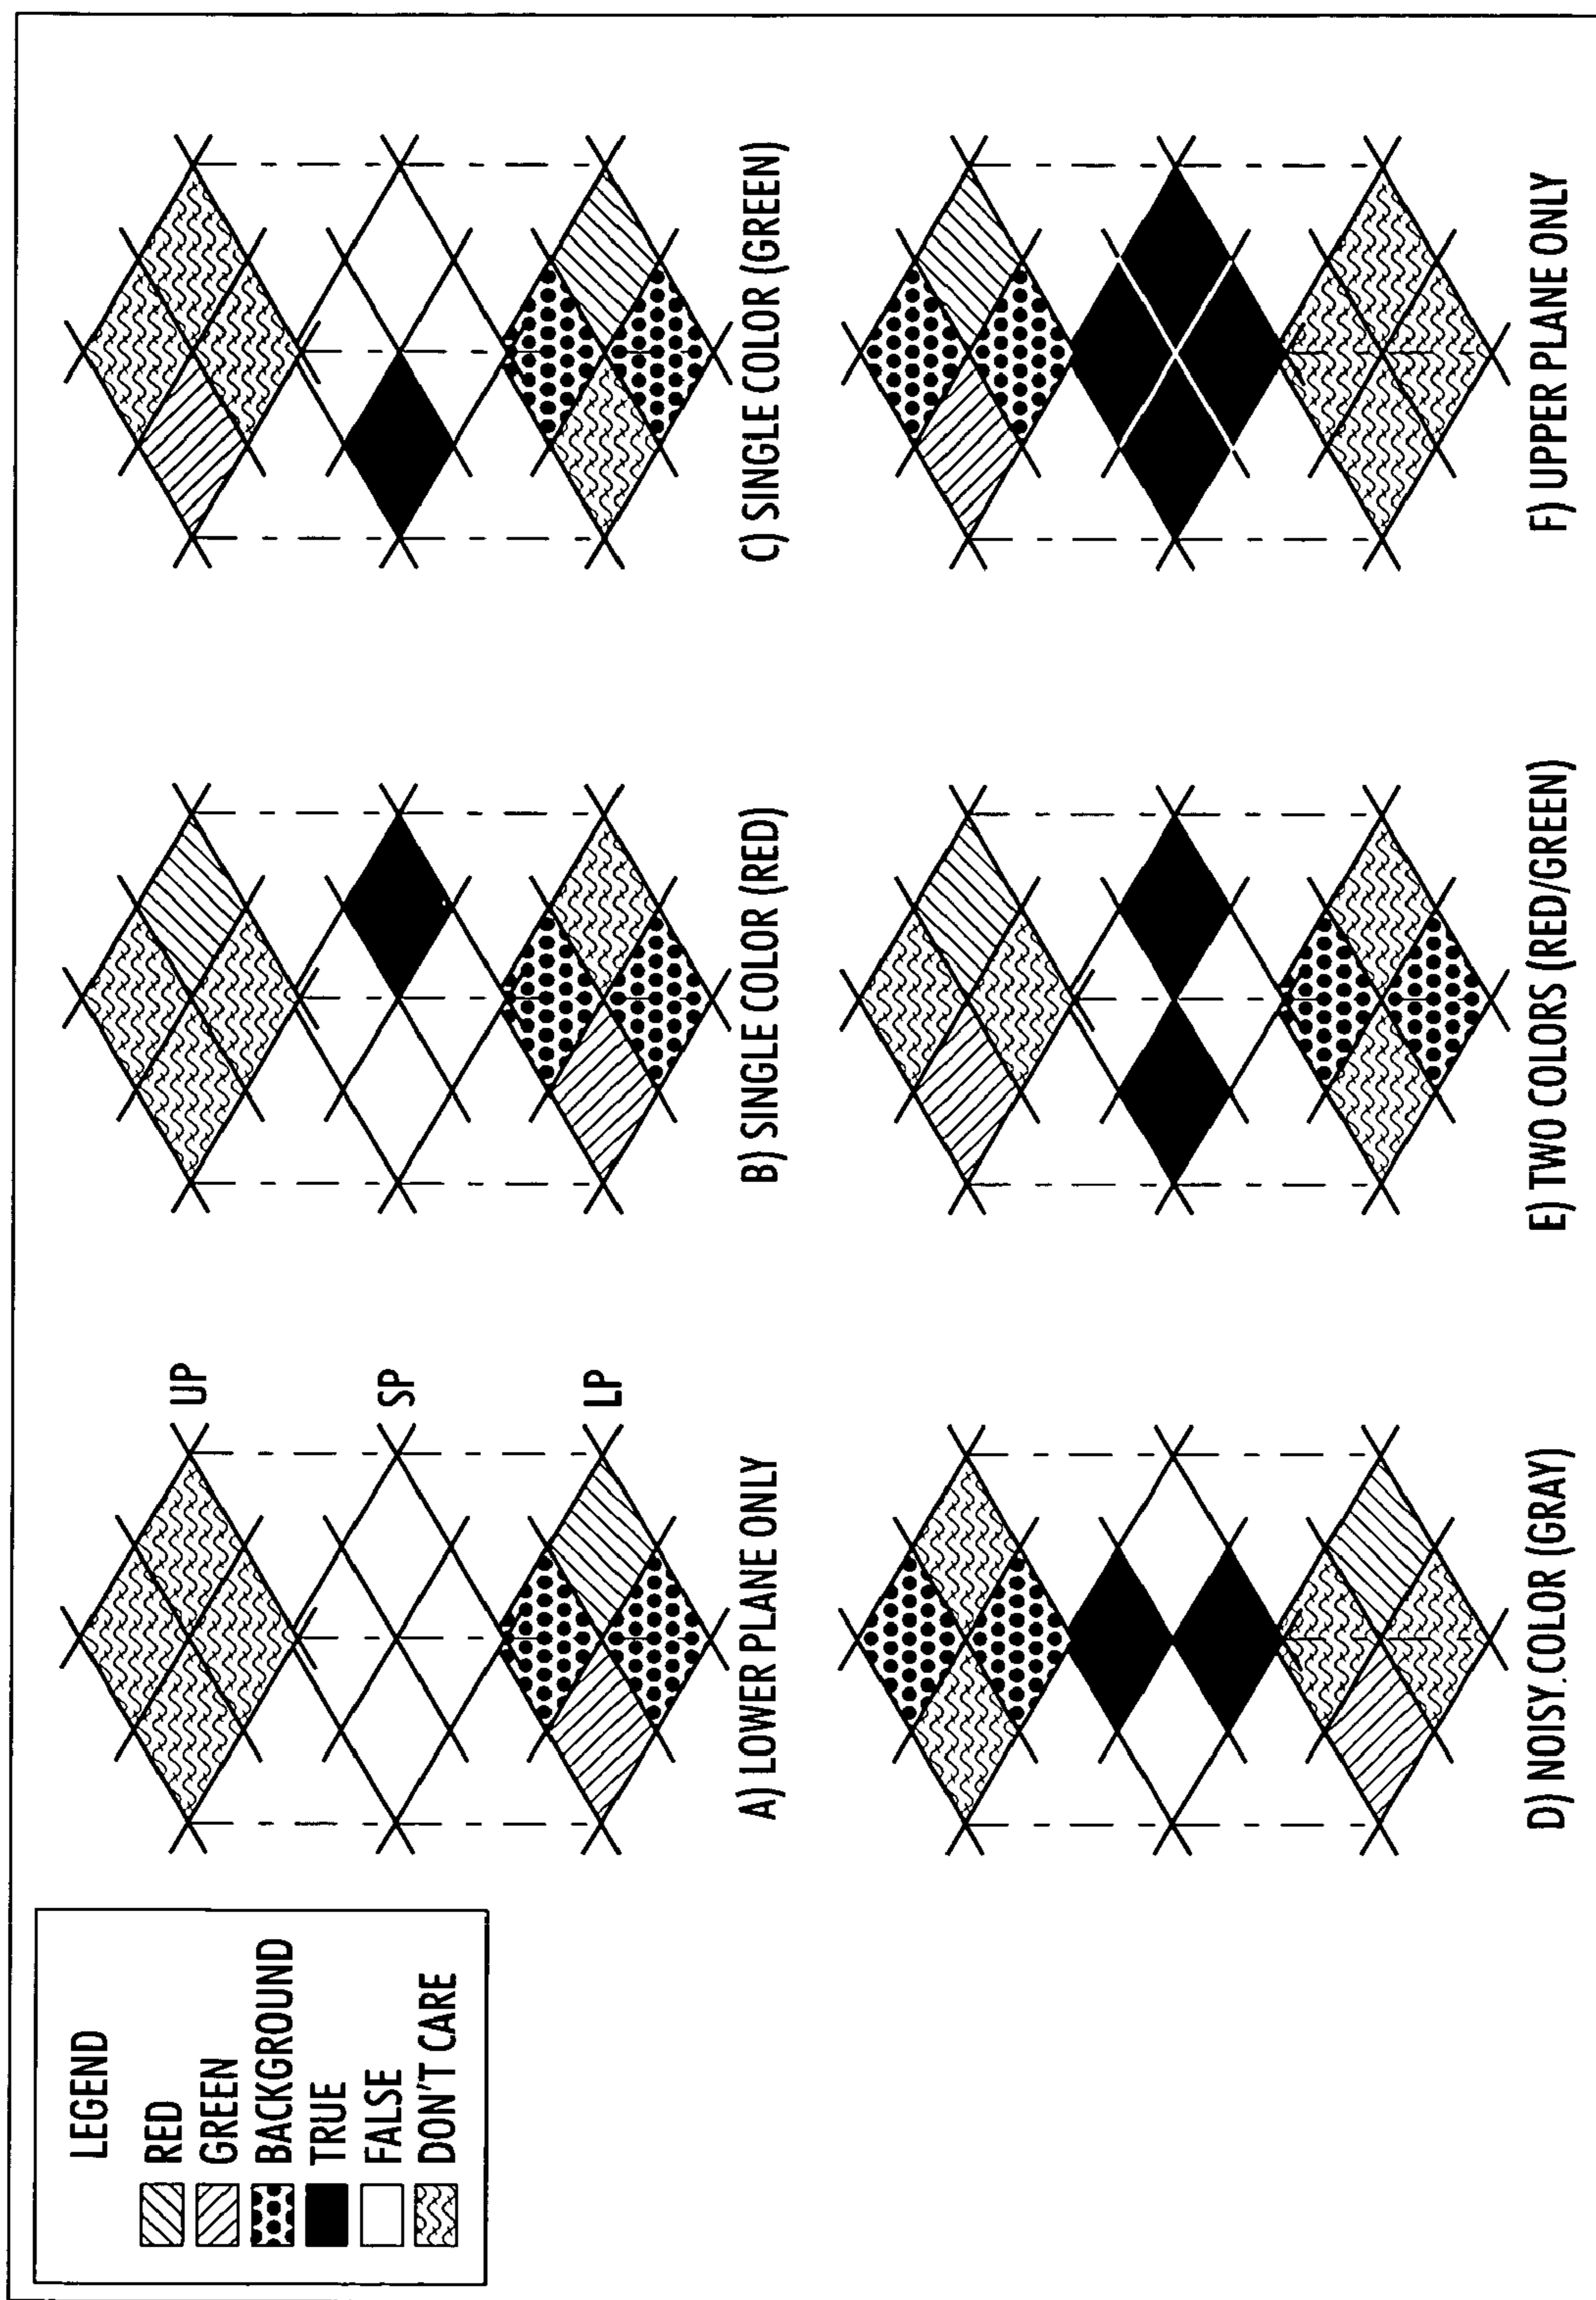 LEGEND
RED
GREEN
BACKGROUND
TRUE
FALSE
DON'T CARE
UP
SP
LP
A) LOWER PLANE ONLY
B) SINGLE COLOR (RED)
C) SINGLE COLOR (GREEN)
D) NOISY.COLOR (GRAY)
E) TWO COLORS (RED/GREEN)
F) UPPER PLANE ONLY